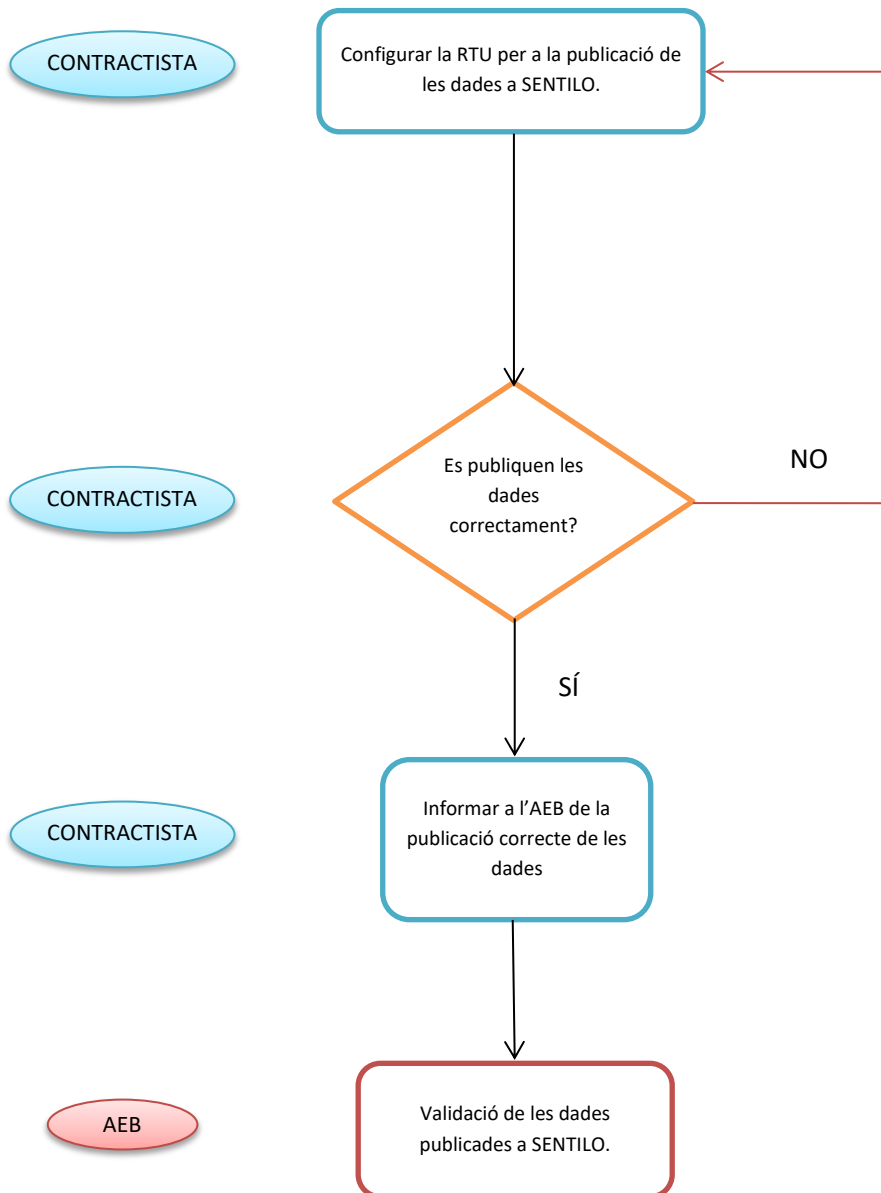 CONTRACTISTA
Configurar la RTU per a la publicació de
les dades a SENTILO.
CONTRACTISTA
Es publiquen les
dades
correctament?
NO
SÍ
CONTRACTISTA
Informar a l’AEB de la
publicació correcte de les
dades
AEB
Validació de les dades
publicades a SENTILO.